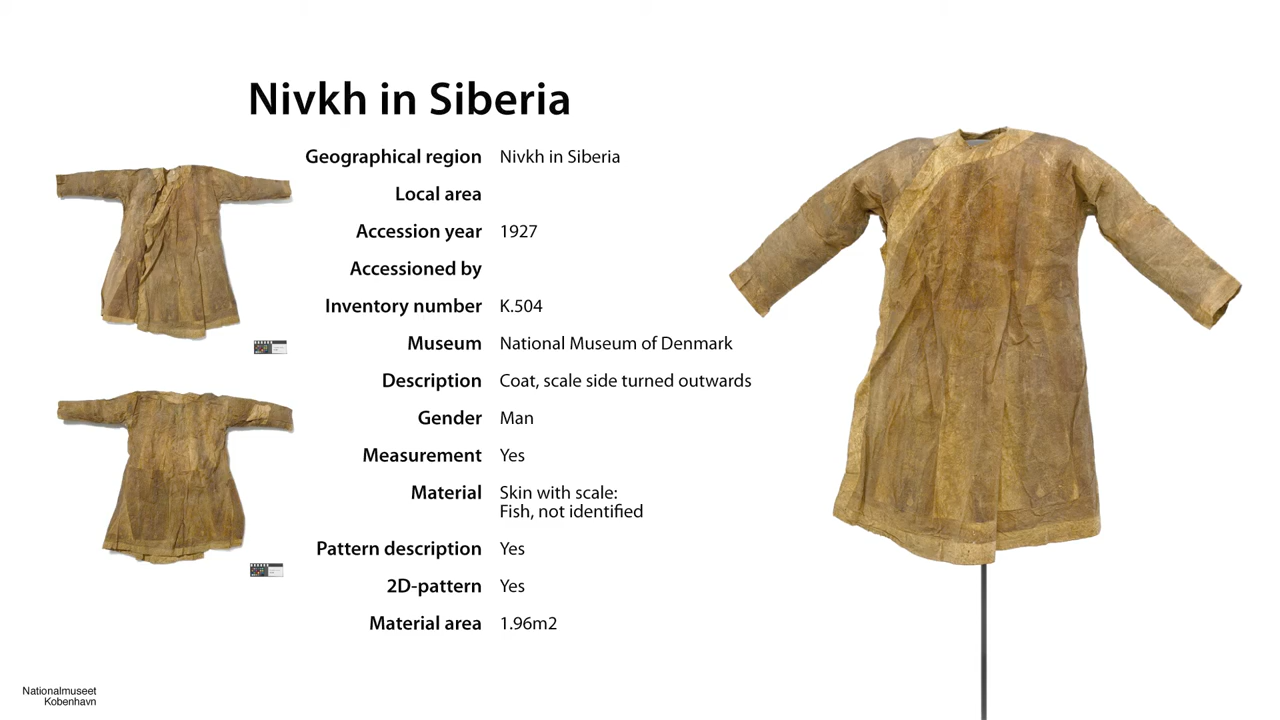 Nivkh in Siberia
Geographical region Nivkh in Siberia
Local area
Accession year 1927
Accessioned by
Inventory number K.504
Museum National Museum of Denmark
Description Coat, scale side turned outwards
Gender Man
Measurement Yes
Material Skin with scale:
Fish, not identified
Pattern description Yes
2D-pattern Yes
Material area 1.96m2
Nationalmuseet
Kobenhavn